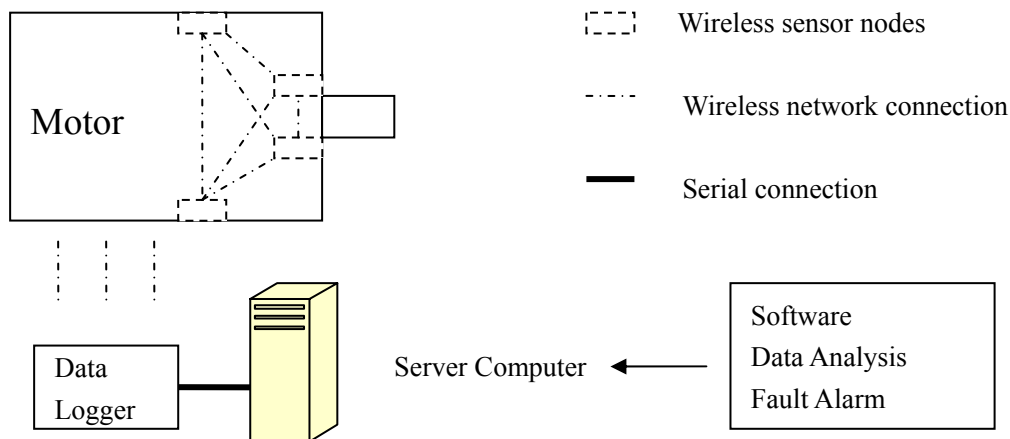 Wireless sensor nodes
Motor
Wireless network connection
Serial connection
Software
Data Analysis
Fault Alarm
Server Computer
Data
Logger